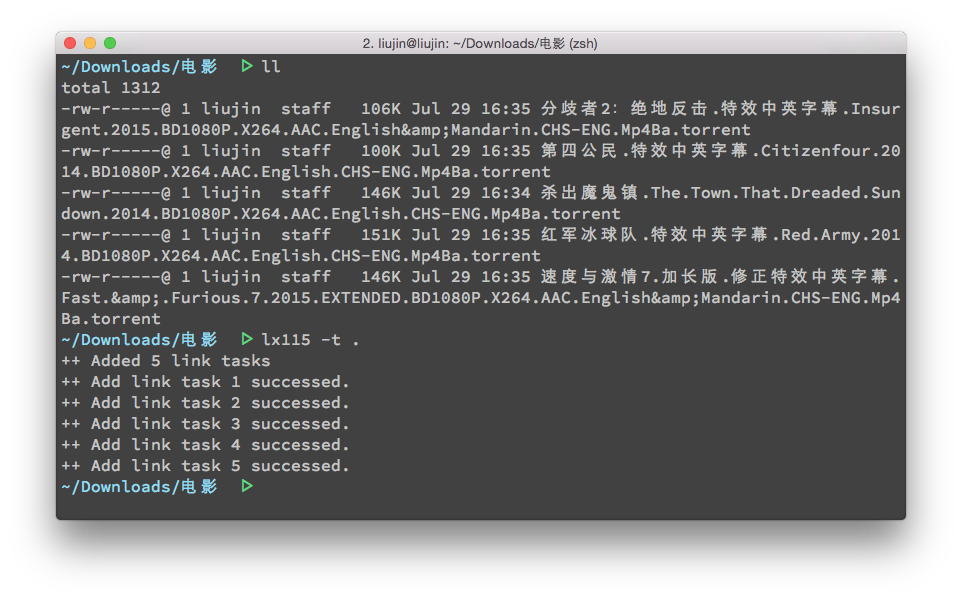 2. liujin@liujin: ~/Downloads/电影 (zsh)
~/Downloads/电影 ▷ ll
total 1312
-rw-r-----@ 1 liujin  staff   106K Jul 29 16:35 分歧者2：绝地反击.特效中英字幕.Insur
gent.2015.BD1080P.X264.AAC.English&amp;Mandarin.CHS-ENG.Mp4Ba.torrent
-rw-r-----@ 1 liujin  staff   100K Jul 29 16:35 第四公民.特效中英字幕.Citizenfour.20
14.BD1080P.X264.AAC.English.CHS-ENG.Mp4Ba.torrent
-rw-r-----@ 1 liujin  staff   146K Jul 29 16:34 杀出魔鬼镇.The.Town.That.Dreaded.Sun
down.2014.BD1080P.X264.AAC.English.CHS-ENG.Mp4Ba.torrent
-rw-r-----@ 1 liujin  staff   151K Jul 29 16:35 红军冰球队.特效中英字幕.Red.Army.201
4.BD1080P.X264.AAC.English.CHS-ENG.Mp4Ba.torrent
-rw-r-----@ 1 liujin  staff   146K Jul 29 16:35 速度与激情7.加长版.修正特效中英字幕.
Fast.&amp;.Furious.7.2015.EXTENDED.BD1080P.X264.AAC.English&amp;Mandarin.CHS-ENG.Mp4
Ba.torrent
~/Downloads/电影 ▷ lx115 -t .
++ Added 5 link tasks
++ Add link task 1 successed.
++ Add link task 2 successed.
++ Add link task 3 successed.
++ Add link task 4 successed.
++ Add link task 5 successed.
~/Downloads/电影 ▷